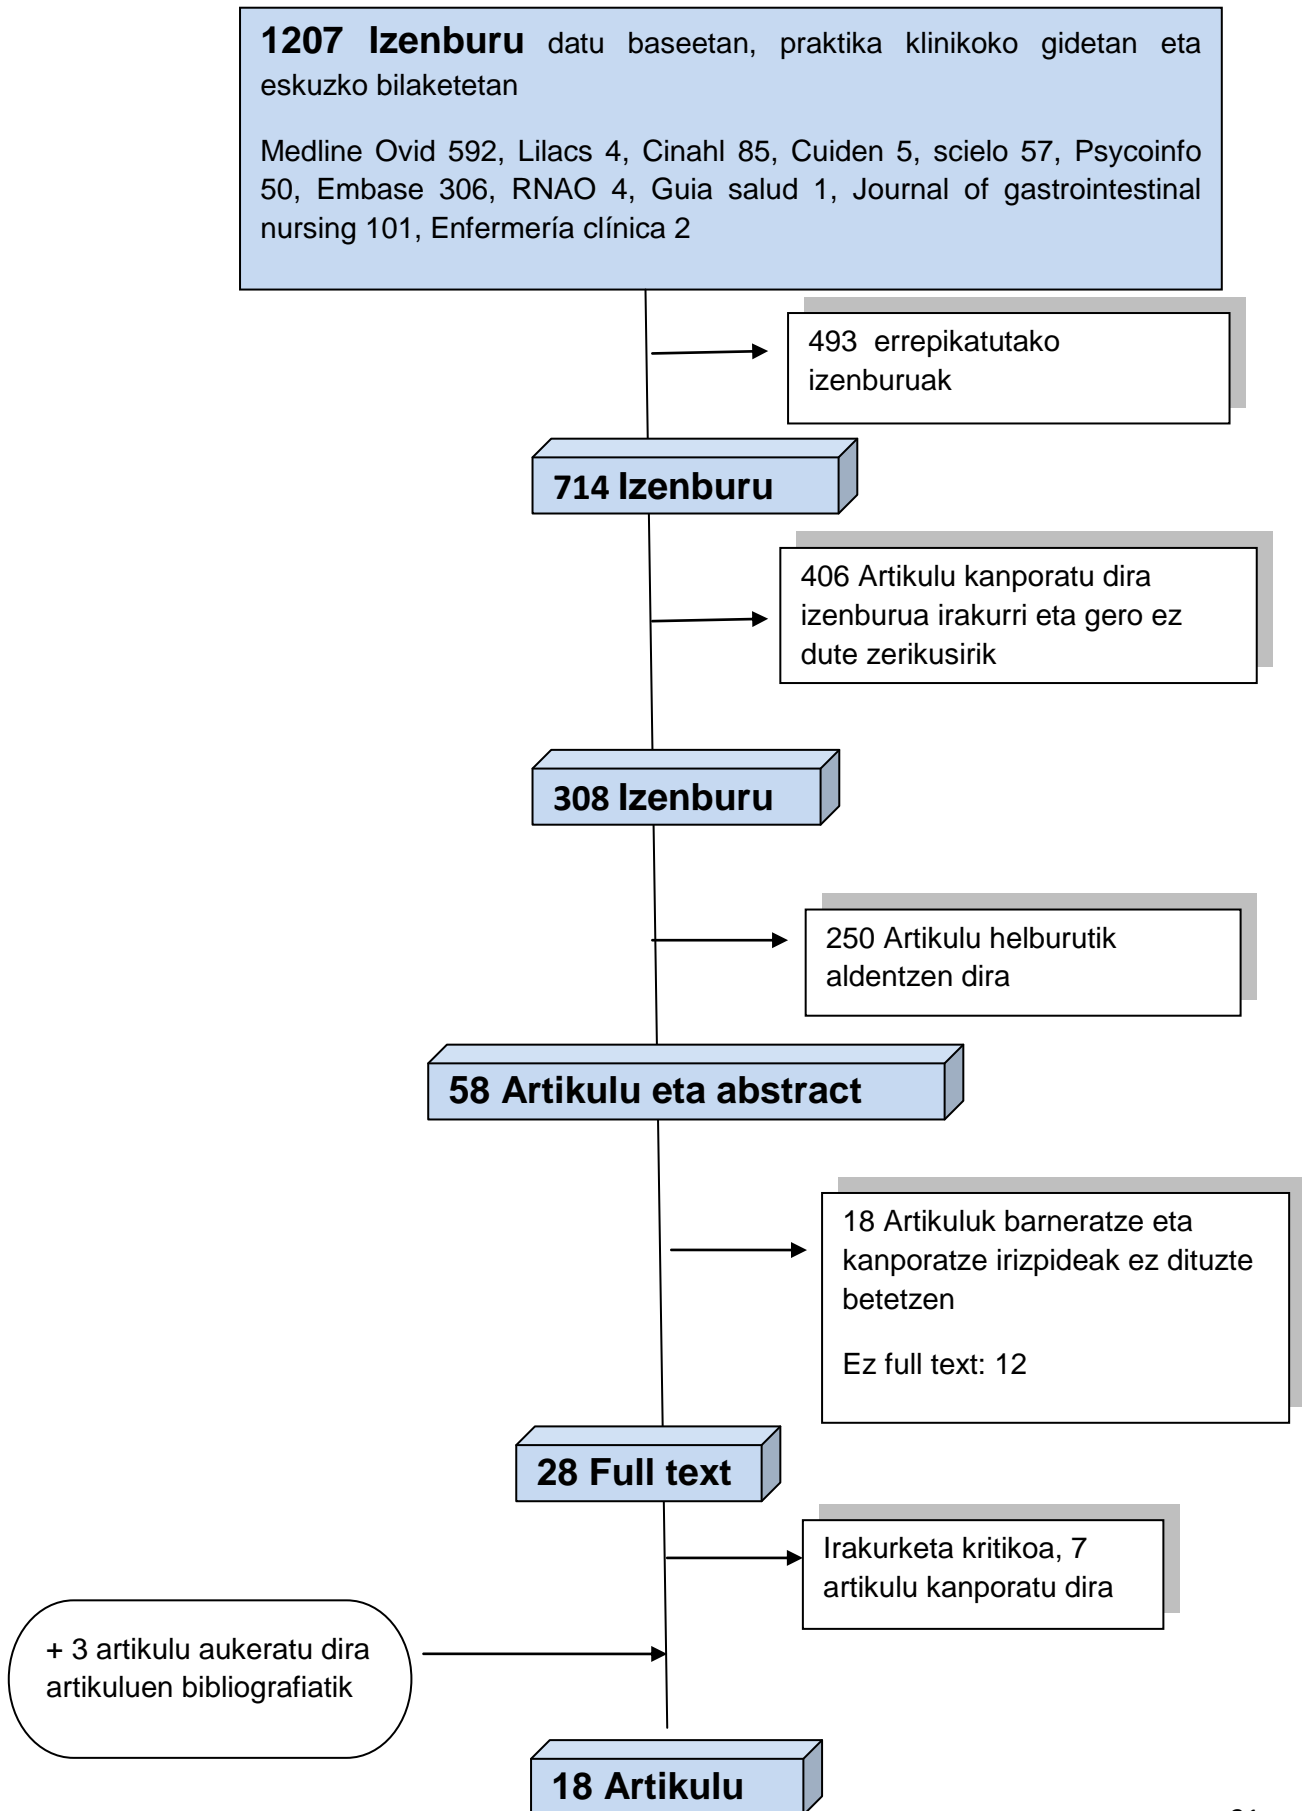 1207 Izenburu datu baseetan, praktika klinikoko gidetan eta
eskuzko bilaketetan
Medline Ovid 592, Lilacs 4, Cinahl 85, Cuiden 5, scielo 57, Psycoinfo
50, Embase 306, RNAO 4, Guia salud 1, Journal of gastrointestinal
nursing 101, Enfermería clínica 2
493 errepikatutako
izenburuak
714 Izenburu
406 Artikulu kanporatu dira
izenburua irakurri eta gero ez
dute zerikusirik
308 Izenburu
250 Artikulu helburutik
aldentzen dira
58 Artikulu eta abstract
18 Artikuluk barneratze eta
kanporatze irizpideak ez dituzte
betetzen
Ez full text: 12
28 Full text
Irakurketa kritikoa, 7
artikulu kanporatu dira
+ 3 artikulu aukeratu dira
artikuluen bibliografiatik
18 Artikulu